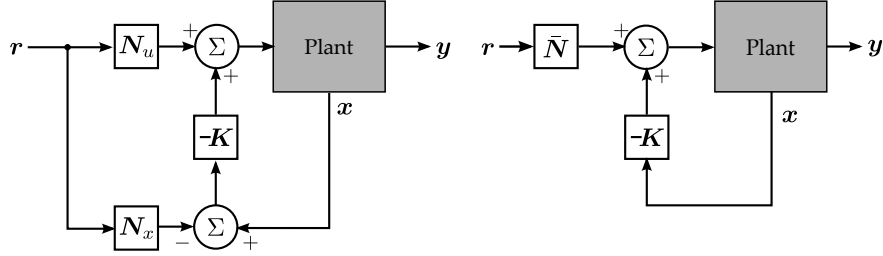 r N_u + Σ + Plant y
x
-K
N_x − Σ +
r N̄ + Σ + Plant y
x
-K